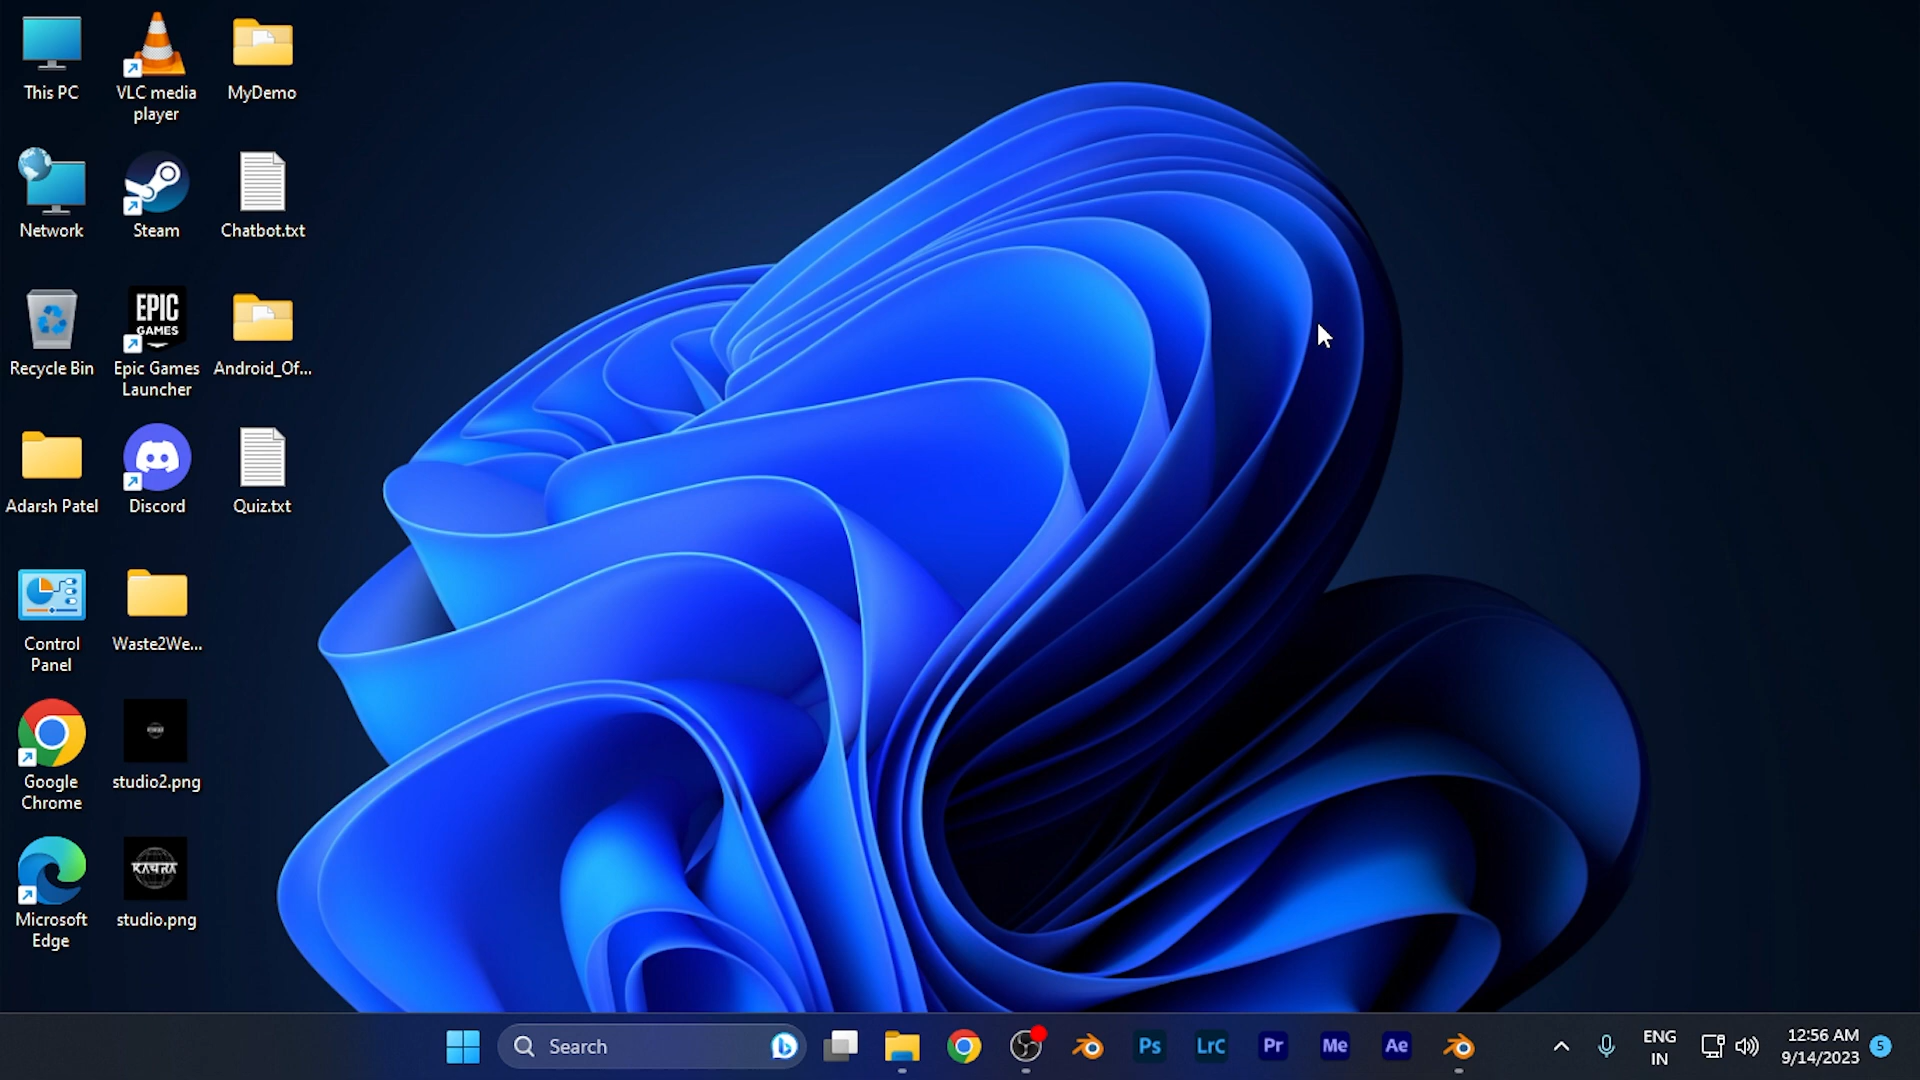 This PC
VLC media
player
MyDemo
Network
Steam
Chatbot.txt
Recycle Bin
EPIC
GAMES
Epic Games
Launcher
Android_Of...
Adarsh Patel
Discord
Quiz.txt
Control
Panel
Waste2We...
Google
Chrome
studio2.png
Microsoft
Edge
studio.png
Search
Ps
LrC
Pr
Me
Ae
ENG
IN
12:56 AM
9/14/2023
5